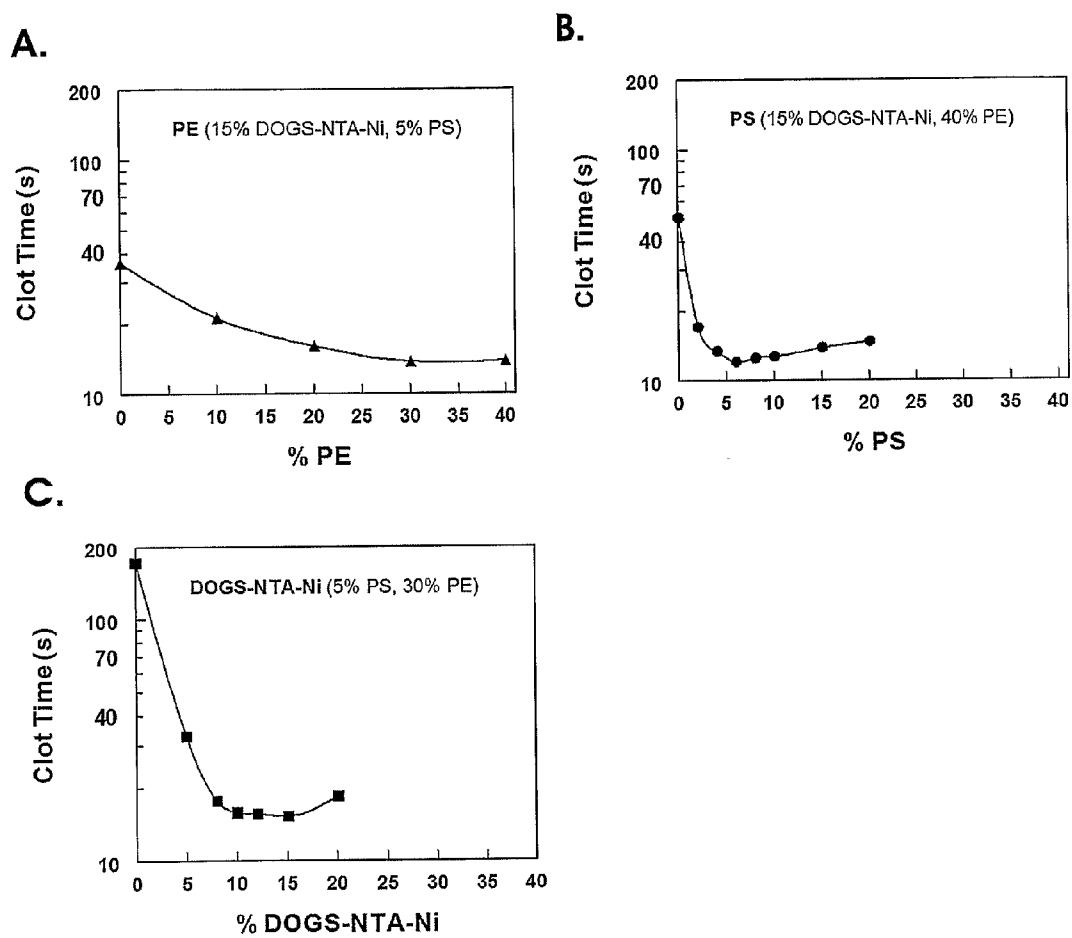 A.
PE (15% DOGS-NTA-Ni, 5% PS)
200
100
70
40
10
Clot Time (s)
0 5 10 15 20 25 30 35 40
% PE
B.
PS (15% DOGS-NTA-Ni, 40% PE)
200
100
70
40
10
Clot Time (s)
0 5 10 15 20 25 30 35 40
% PS
C.
DOGS-NTA-Ni (5% PS, 30% PE)
200
100
70
40
10
Clot Time (s)
0 5 10 15 20 25 30 35 40
% DOGS-NTA-Ni